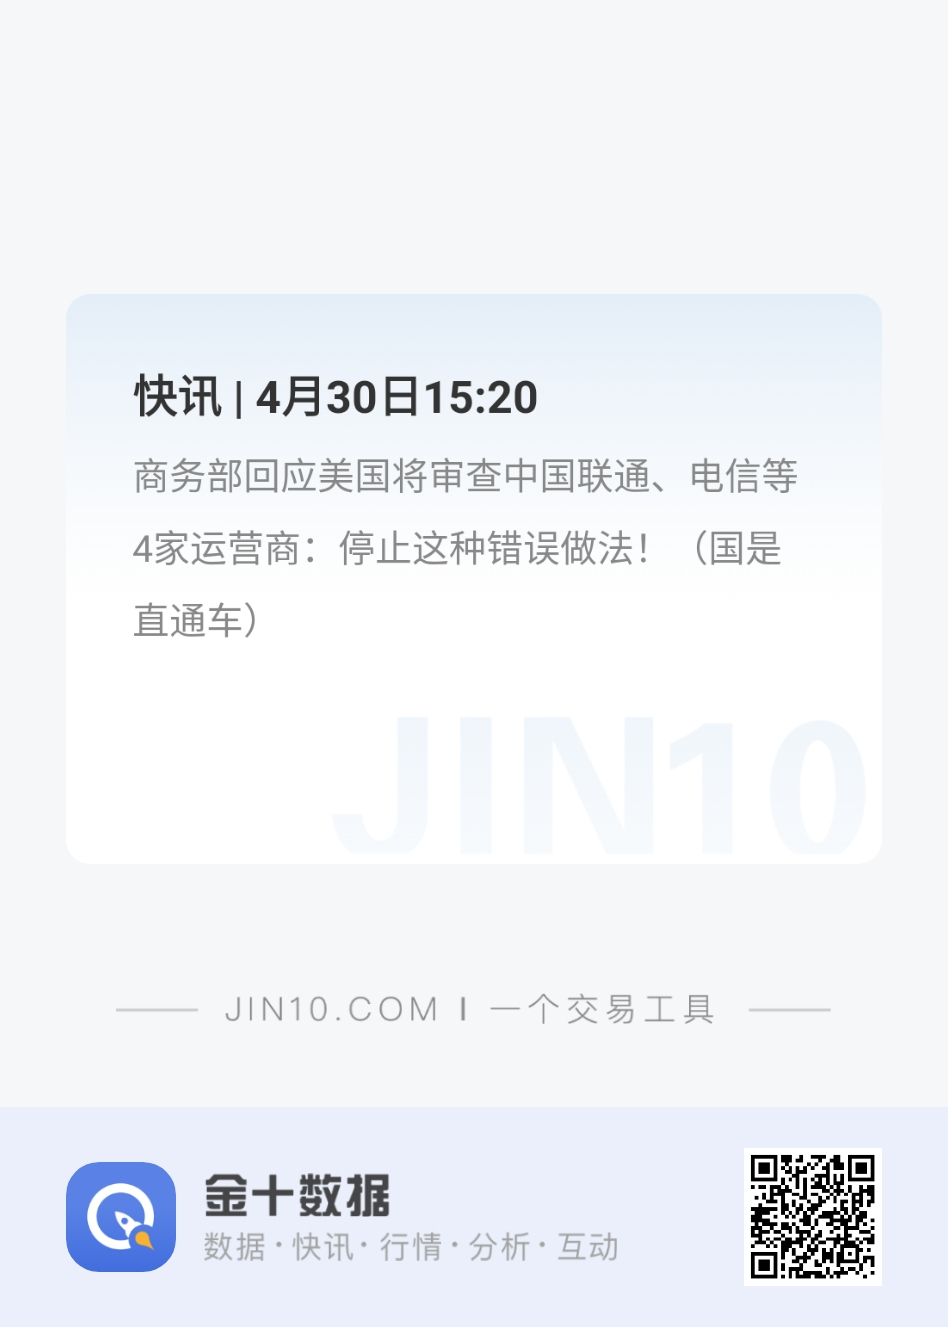 快讯 | 4月30日15:20
商务部回应美国将审查中国联通、电信等
4家运营商：停止这种错误做法！（国是
直通车）
JIN10
JIN10.COM I 一个交易工具
金十数据
数据·快讯·行情·分析·互动